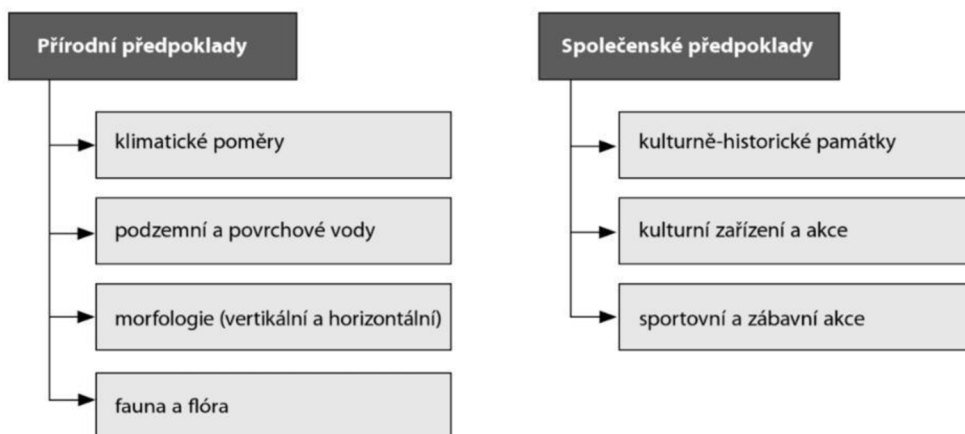 Přírodní předpoklady
klimatické poměry
podzemní a povrchové vody
morfologie (vertikální a horizontální)
fauna a flóra
Společenské předpoklady
kulturně-historické památky
kulturní zařízení a akce
sportovní a zábavní akce